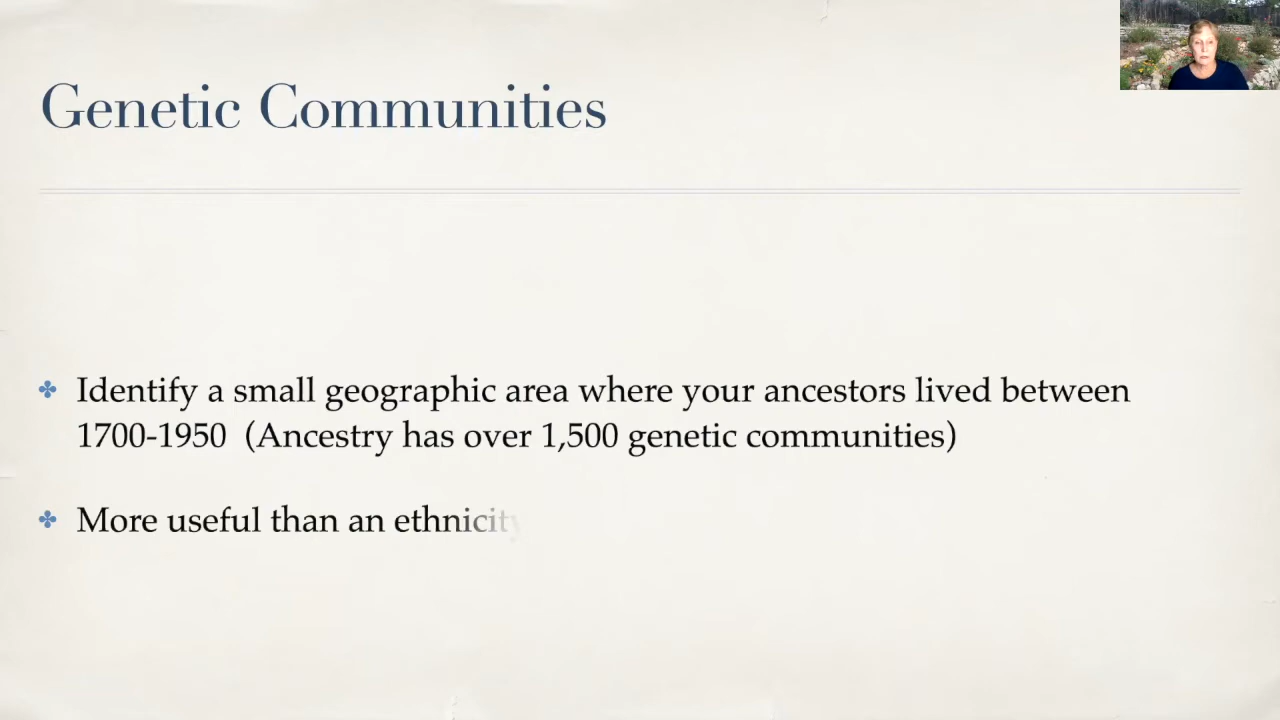 Genetic Communities
Identify a small geographic area where your ancestors lived between
1700-1950 (Ancestry has over 1,500 genetic communities)
More useful than an ethnicity